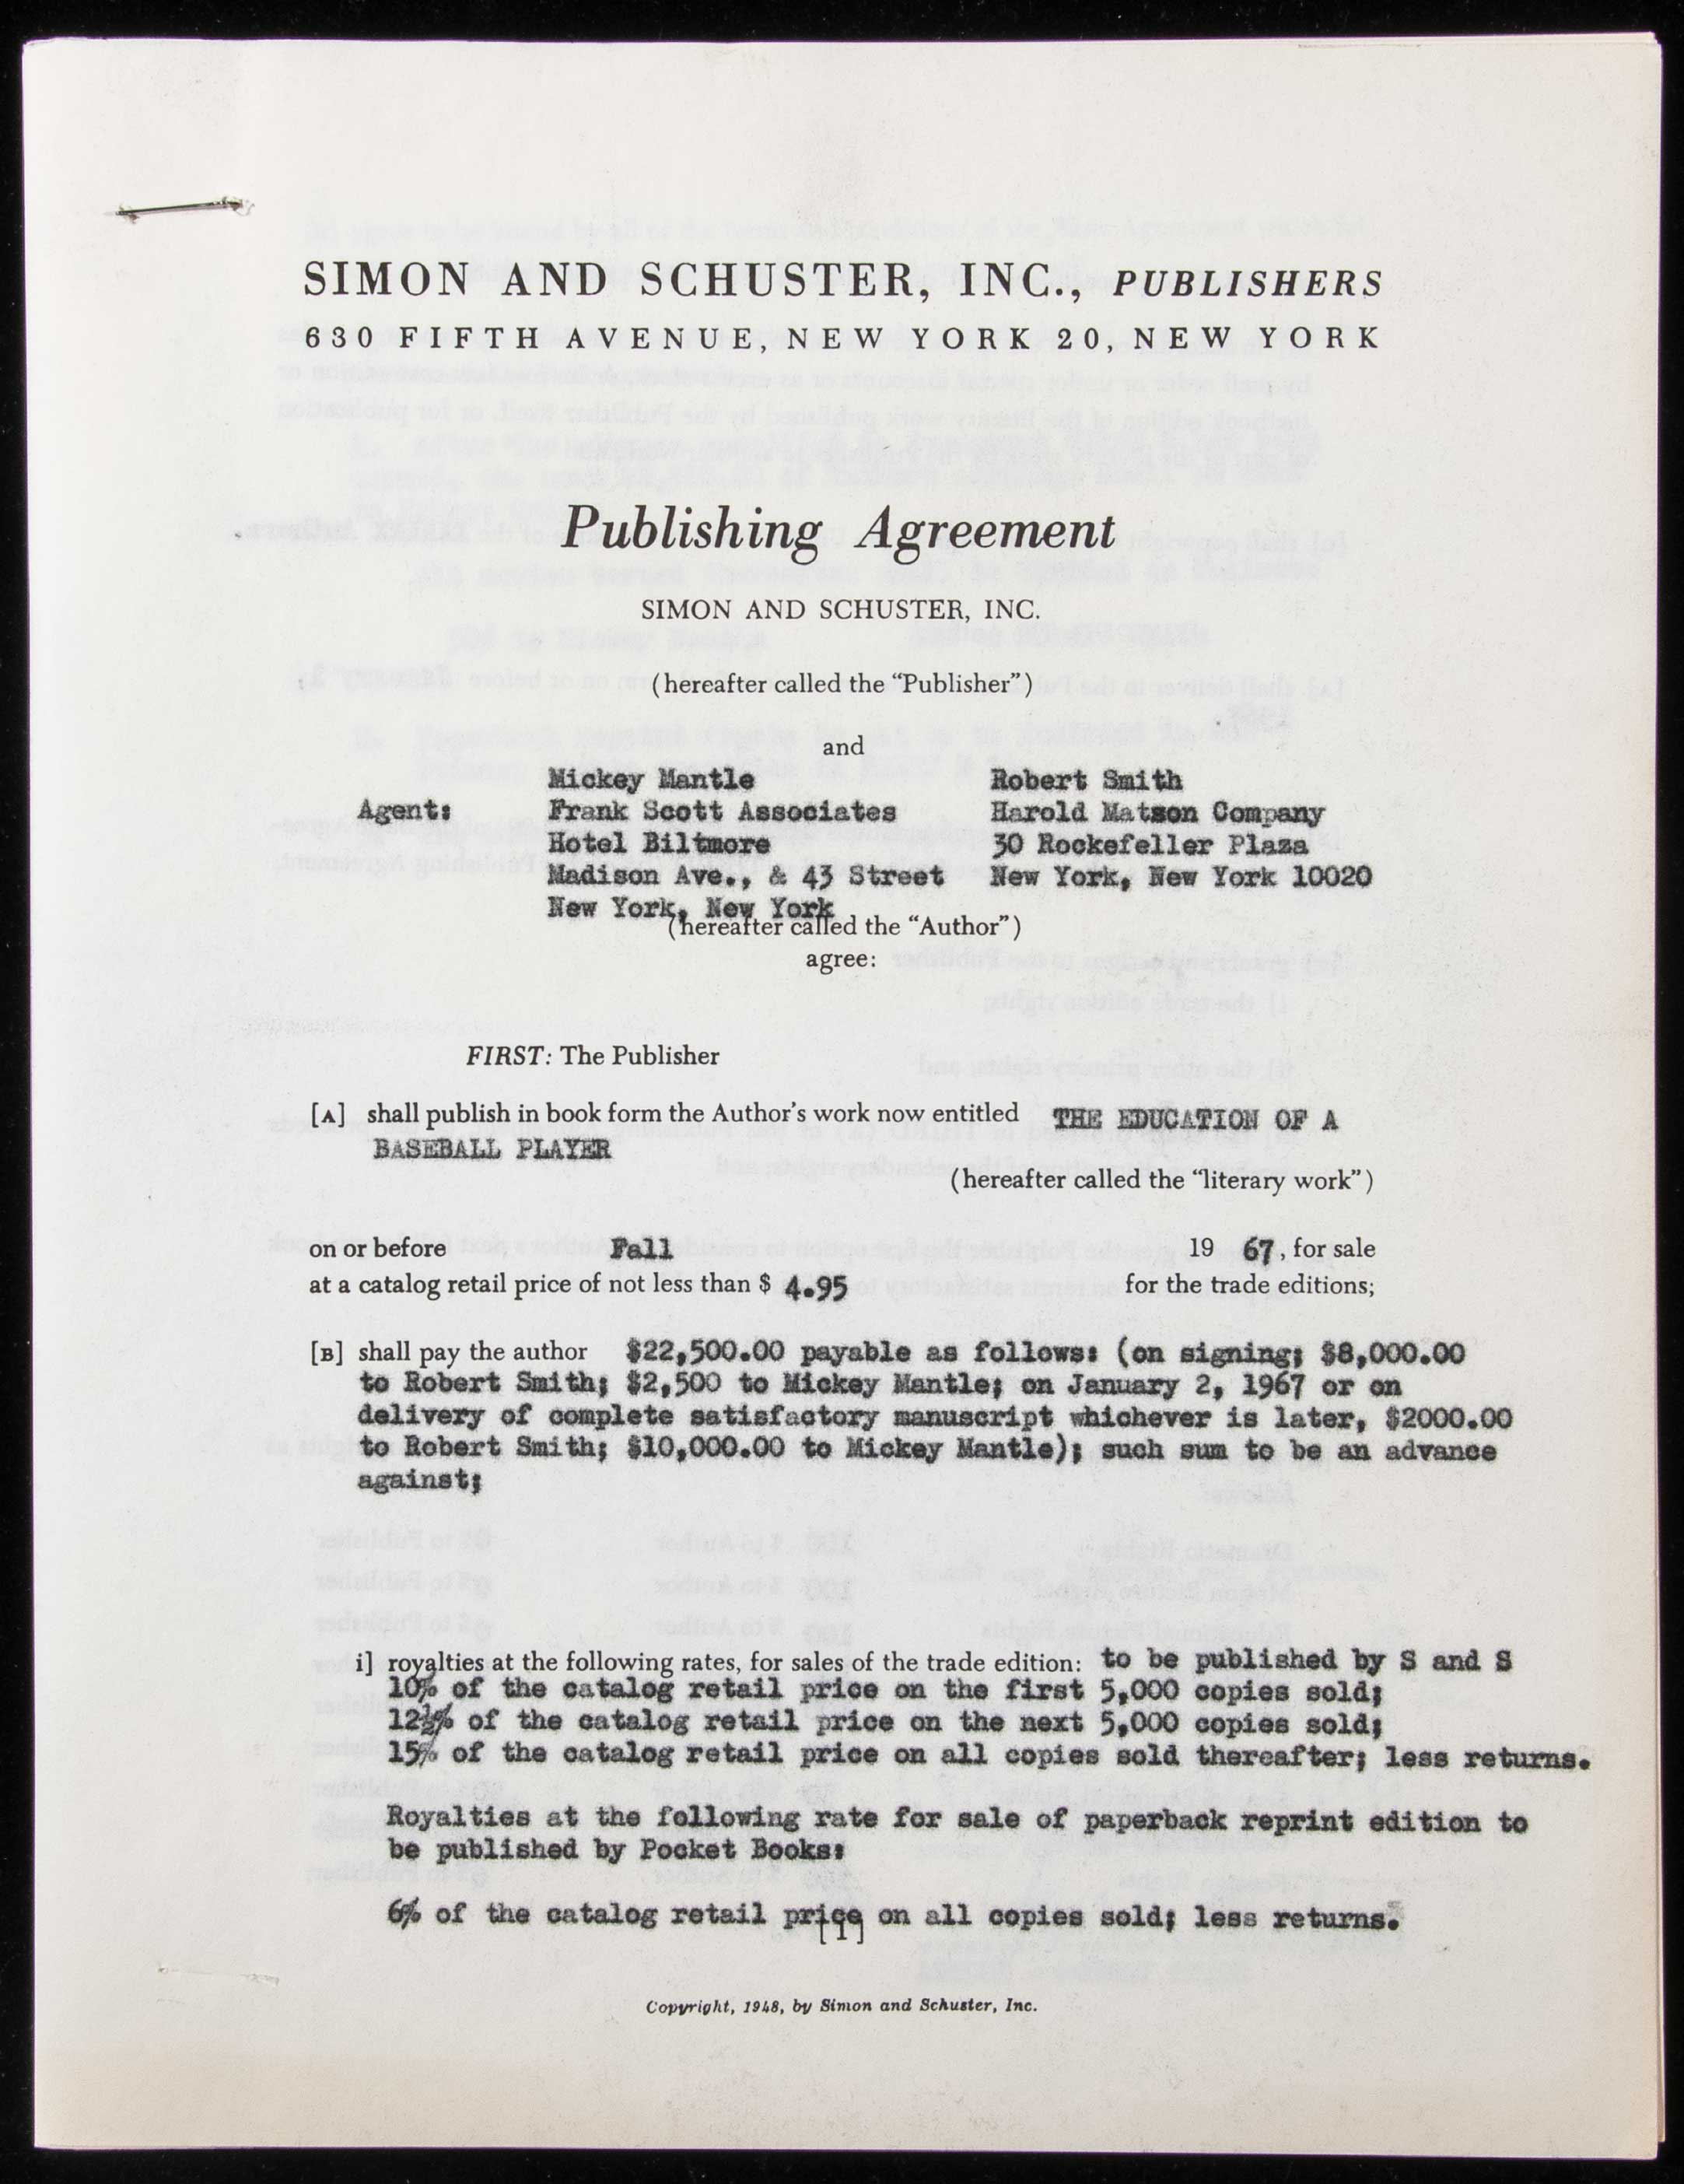 SIMON AND SCHUSTER, INC., PUBLISHERS
630 FIFTH AVENUE, NEW YORK 20, NEW YORK
Publishing Agreement
SIMON AND SCHUSTER, INC.
(hereafter called the “Publisher”)
and
Mickey Mantle Robert Smith
Agent: Frank Scott Associates Harold Matson Company
Hotel Biltmore 30 Rockefeller Plaza
Madison Ave., & 43 Street New York, New York 10020
New York, New York
(hereafter called the “Author”)
agree:
FIRST: The Publisher
[A] shall publish in book form the Author’s work now entitled THE EDUCATION OF A
BASEBALL PLAYER
(hereafter called the “literary work”)
on or before Fall 19 67, for sale
at a catalog retail price of not less than $ 4.95 for the trade editions;
[B] shall pay the author $22,500.00 payable as follows: (on signing; $8,000.00
to Robert Smith; $2,500 to Mickey Mantle; on January 2, 1967 or on
delivery of complete satisfactory manuscript whichever is later, $2000.00
to Robert Smith; $10,000.00 to Mickey Mantle); such sum to be an advance
against;
i] royalties at the following rates, for sales of the trade edition: to be published by S and S
10% of the catalog retail price on the first 5,000 copies sold;
12½% of the catalog retail price on the next 5,000 copies sold;
15% of the catalog retail price on all copies sold thereafter; less returns.
Royalties at the following rate for sale of paperback reprint edition to
be published by Pocket Books:
6% of the catalog retail price on all copies sold; less returns.
[1]
Copyright, 1948, by Simon and Schuster, Inc.